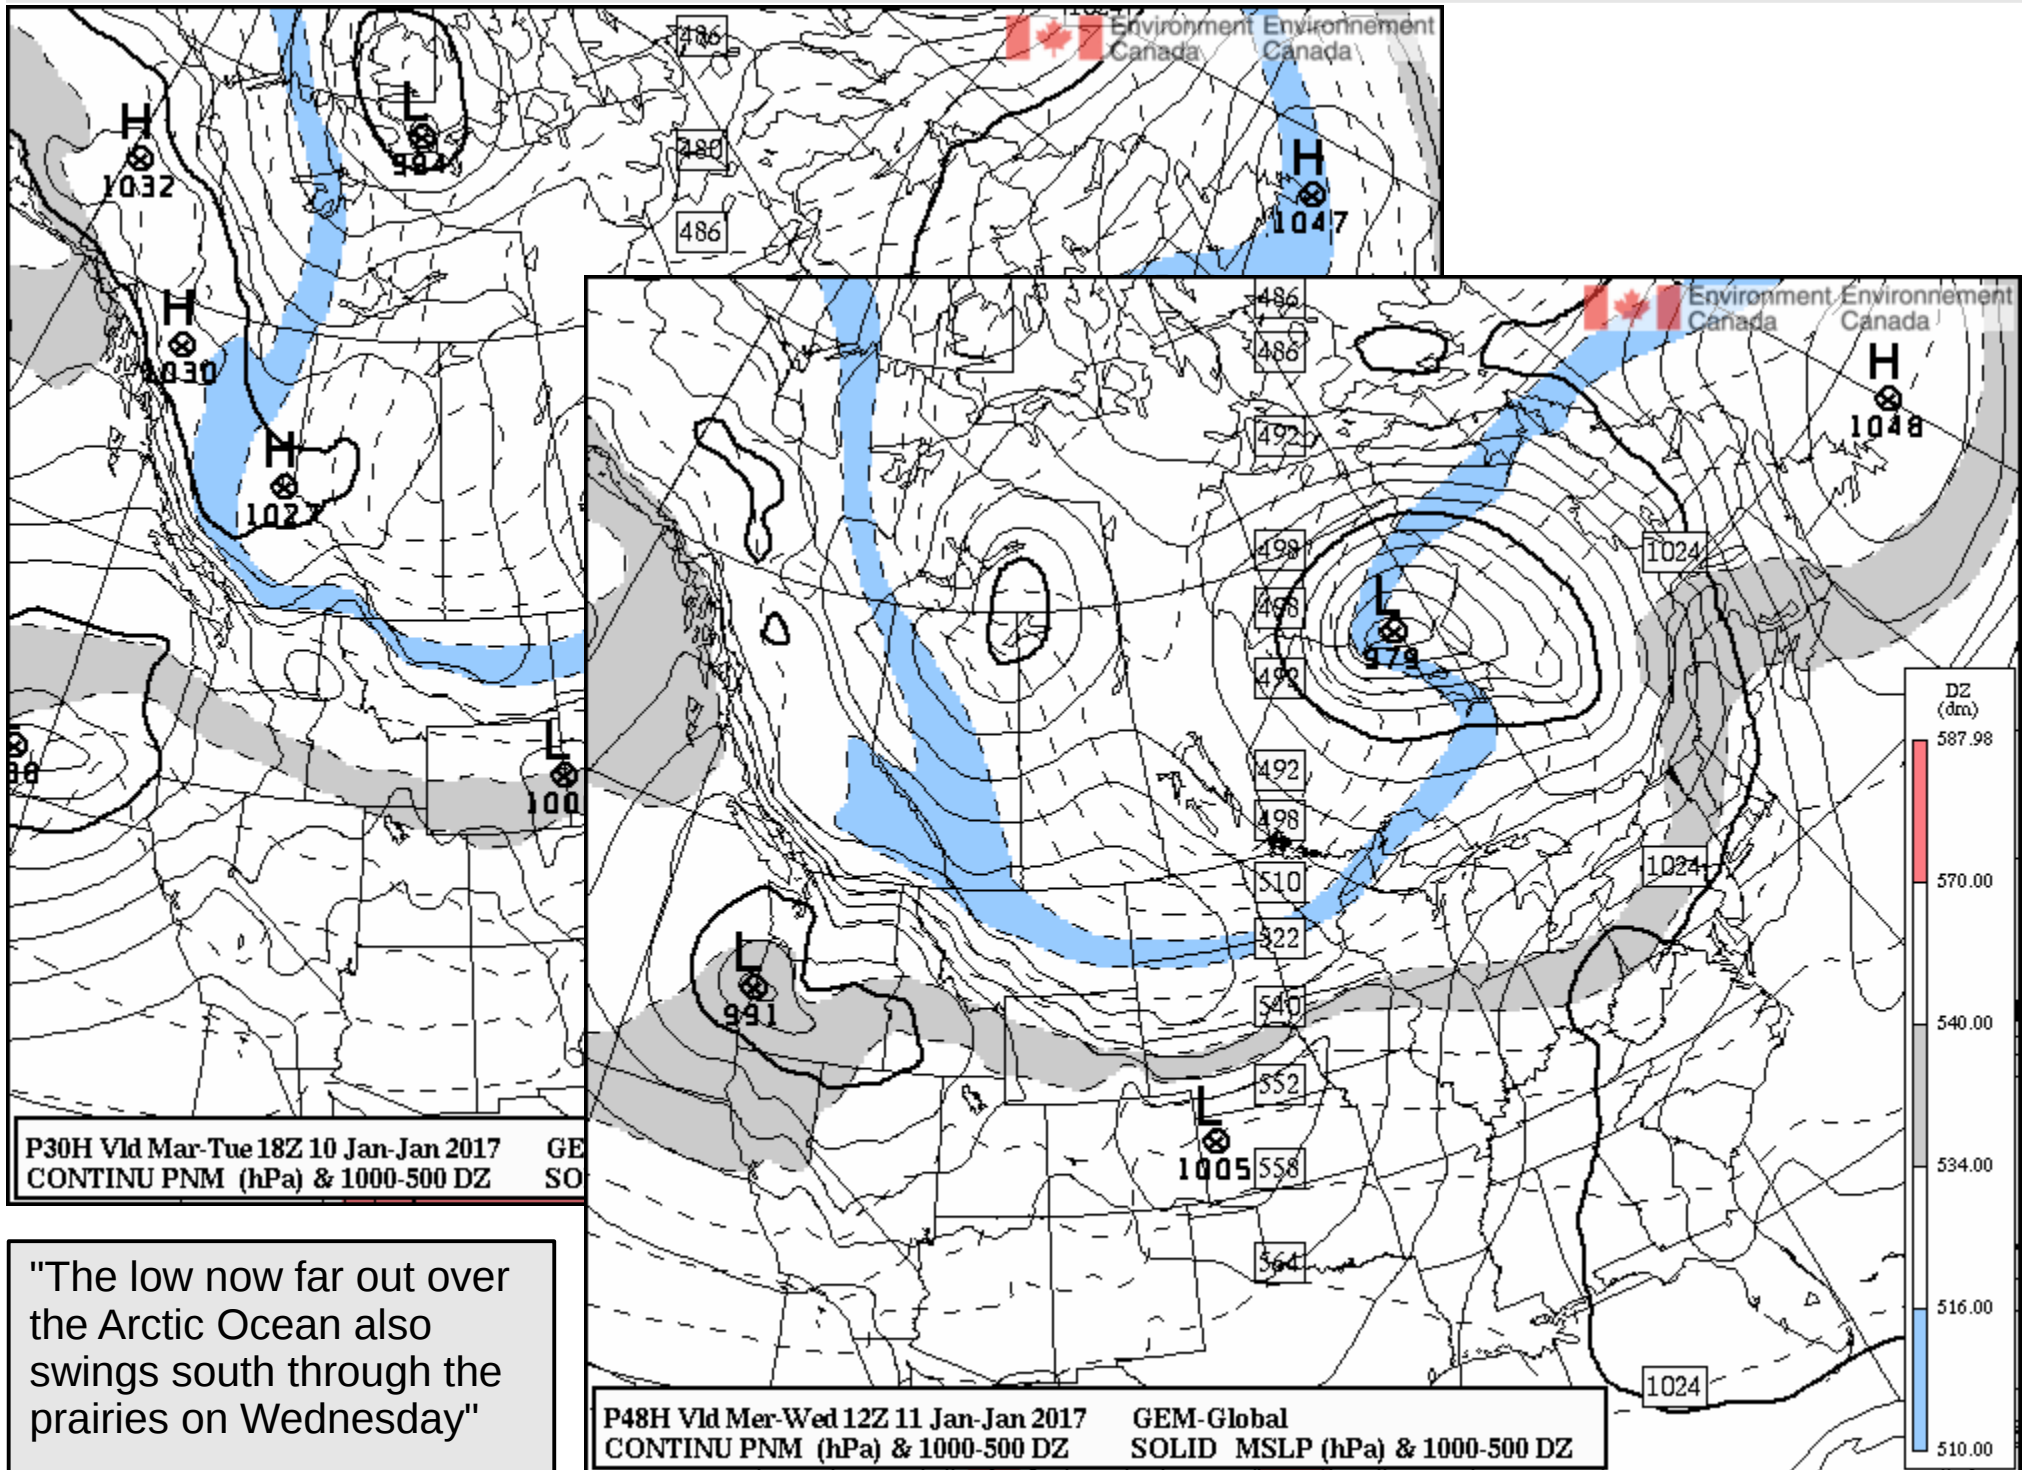 486
Environment Environnement
Canada Canada
H
1032
L
994
480
H
1047
486
H
1030
H
1027
L
100
P30H Vld Mar-Tue 18Z 10 Jan-Jan 2017 GE
CONTINU PNM (hPa) & 1000-500 DZ SO
Environment Environnement
Canada Canada
486
486
H
1048
492
498
1024
498
L
979
492
492
498
1024
510
522
L
991
540
552
L
1005
558
564
1024
DZ
(dm)
587.98
570.00
540.00
534.00
516.00
510.00
P48H Vld Mer-Wed 12Z 11 Jan-Jan 2017 GEM-Global
CONTINU PNM (hPa) & 1000-500 DZ SOLID MSLP (hPa) & 1000-500 DZ
"The low now far out over
the Arctic Ocean also
swings south through the
prairies on Wednesday"